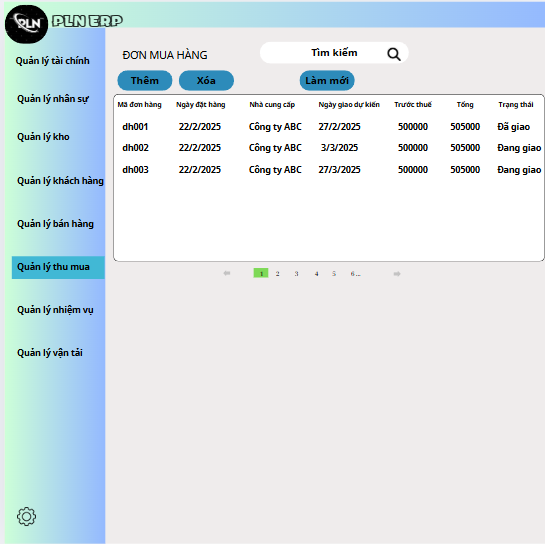 PLN
PLN ERP
Quản lý tài chính
Quản lý nhân sự
Quản lý kho
Quản lý khách hàng
Quản lý bán hàng
Quản lý thu mua
Quản lý nhiệm vụ
Quản lý vận tải
ĐƠN MUA HÀNG
Tìm kiếm
Thêm Xóa Làm mới
Mã đơn hàng Ngày đặt hàng Nhà cung cấp Ngày giao dự kiến Trước thuế Tổng Trạng thái
dh001 22/2/2025 Công ty ABC 27/2/2025 500000 505000 Đã giao
dh002 22/2/2025 Công ty ABC 3/3/2025 500000 505000 Đang giao
dh003 22/2/2025 Công ty ABC 27/3/2025 500000 505000 Đang giao
1 2 3 4 5 6...